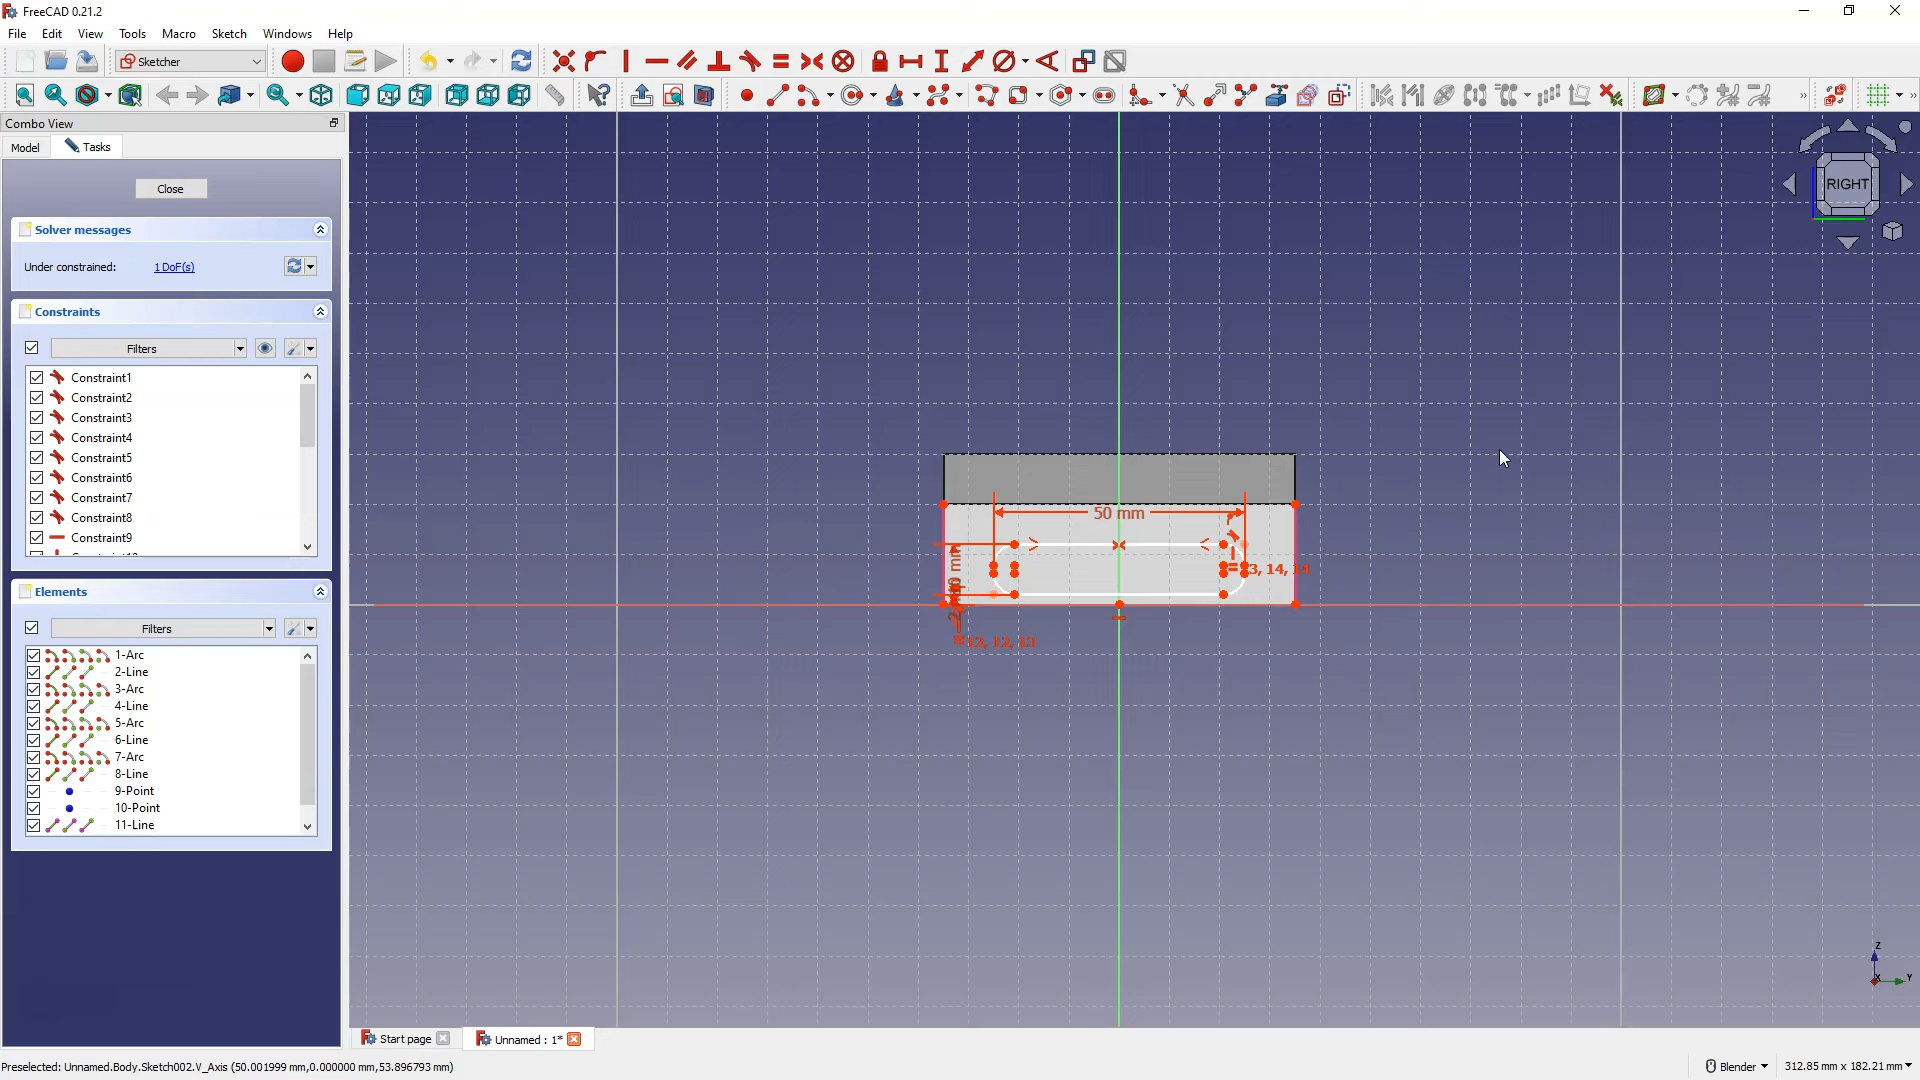 FreeCAD 0.21.2
File Edit View Tools Macro Sketch Windows Help
Sketcher
Combo View
Model Tasks
RIGHT
Close
Solver messages
Under constrained: 1 DoF(s)
Constraints
Filters
Constraint1
Constraint2
Constraint3
Constraint4
Constraint5
Constraint6
Constraint7
Constraint8
Constraint9
50 mm
12, 12, 13
Elements
Filters
1-Arc
2-Line
3-Arc
4-Line
5-Arc
6-Line
7-Arc
8-Line
9-Point
10-Point
11-Line
Z
X
Y
Start page Unnamed : 1*
Preselected: Unnamed.Body.Sketch002.V_Axis (50.001999 mm,0.000000 mm,53.896793 mm) Blender 312.85 mm x 182.21 mm